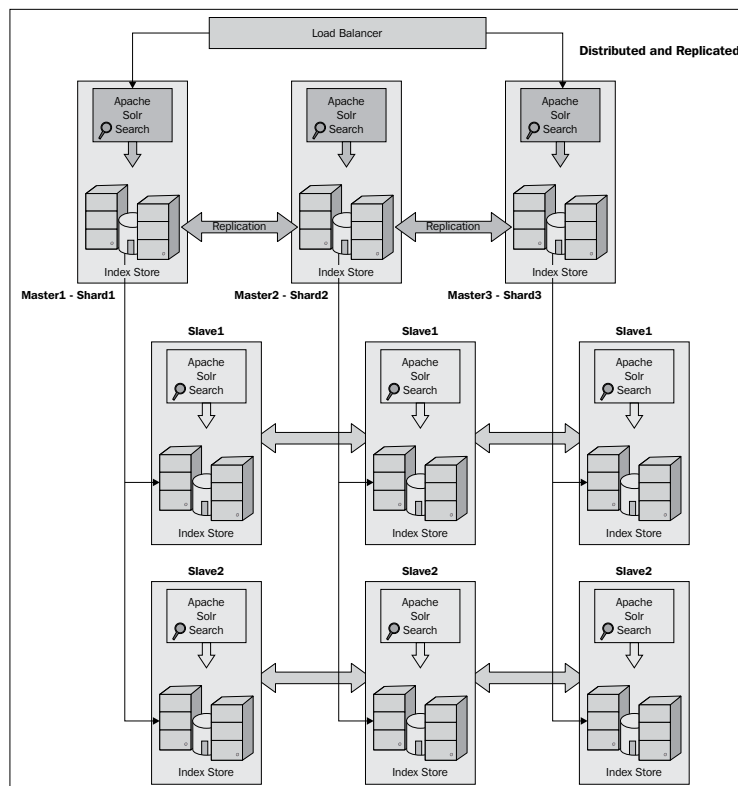 Load Balancer
Distributed and Replicated
Apache
Solr
Search
Apache
Solr
Search
Apache
Solr
Search
Replication
Replication
Index Store
Index Store
Index Store
Master1 - Shard1
Master2 - Shard2
Master3 - Shard3
Slave1
Slave1
Slave1
Apache
Solr
Search
Apache
Solr
Search
Apache
Solr
Search
Index Store
Index Store
Index Store
Slave2
Slave2
Slave2
Apache
Solr
Search
Apache
Solr
Search
Apache
Solr
Search
Index Store
Index Store
Index Store